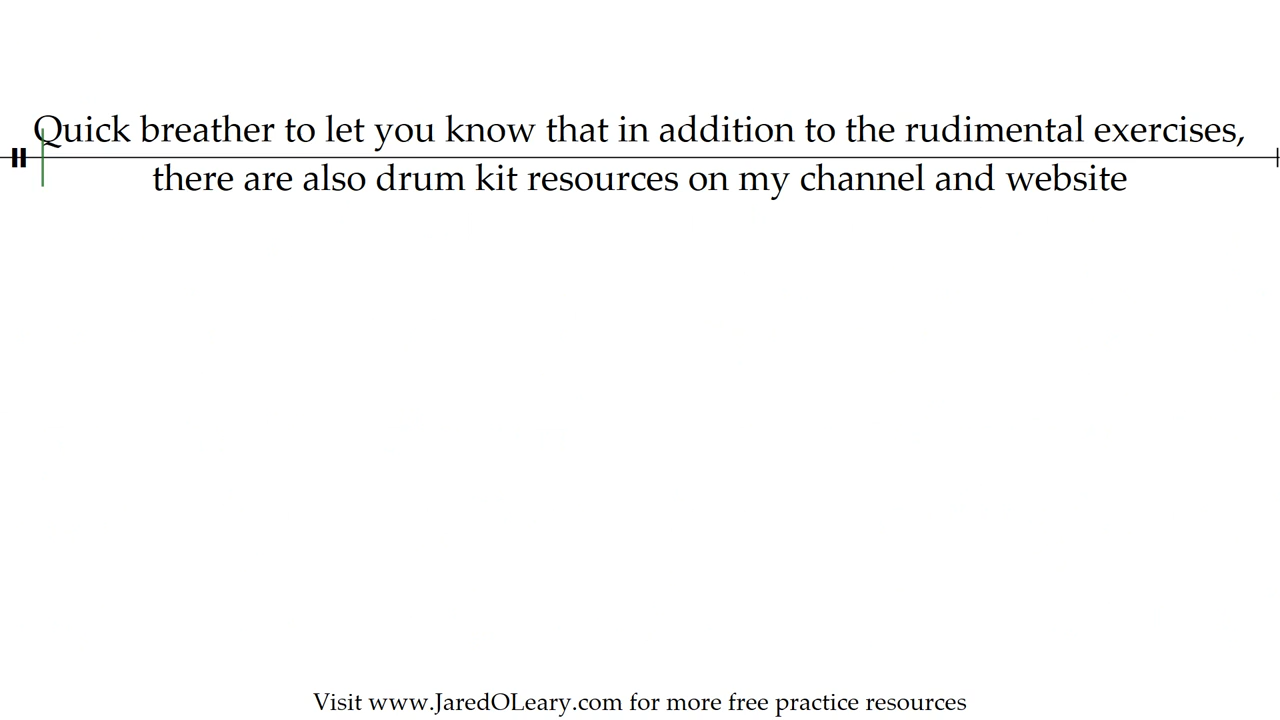 Quick breather to let you know that in addition to the rudimental exercises,
there are also drum kit resources on my channel and website
Visit www.JaredOLeary.com for more free practice resources